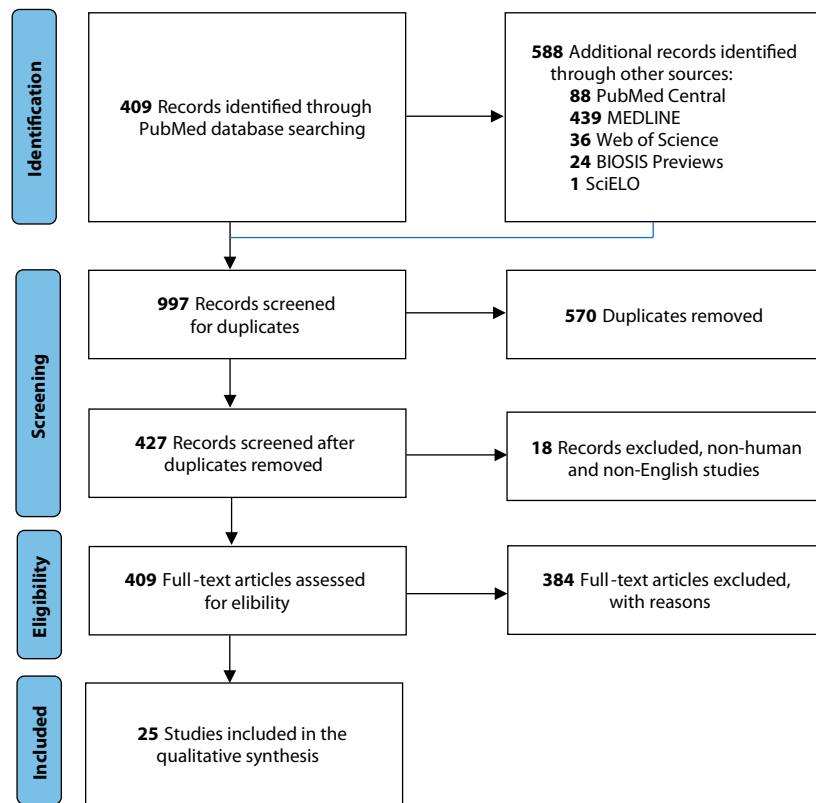 Identification
409 Records identified through
PubMed database searching
588 Additional records identified
through other sources:
88 PubMed Central
439 MEDLINE
36 Web of Science
24 BIOSIS Previews
1 SciELO
Screening
997 Records screened
for duplicates
570 Duplicates removed
427 Records screened after
duplicates removed
18 Records excluded, non-human
and non-English studies
Eligibility
409 Full-text articles assessed
for elibility
384 Full-text articles excluded,
with reasons
Included
25 Studies included in the
qualitative synthesis